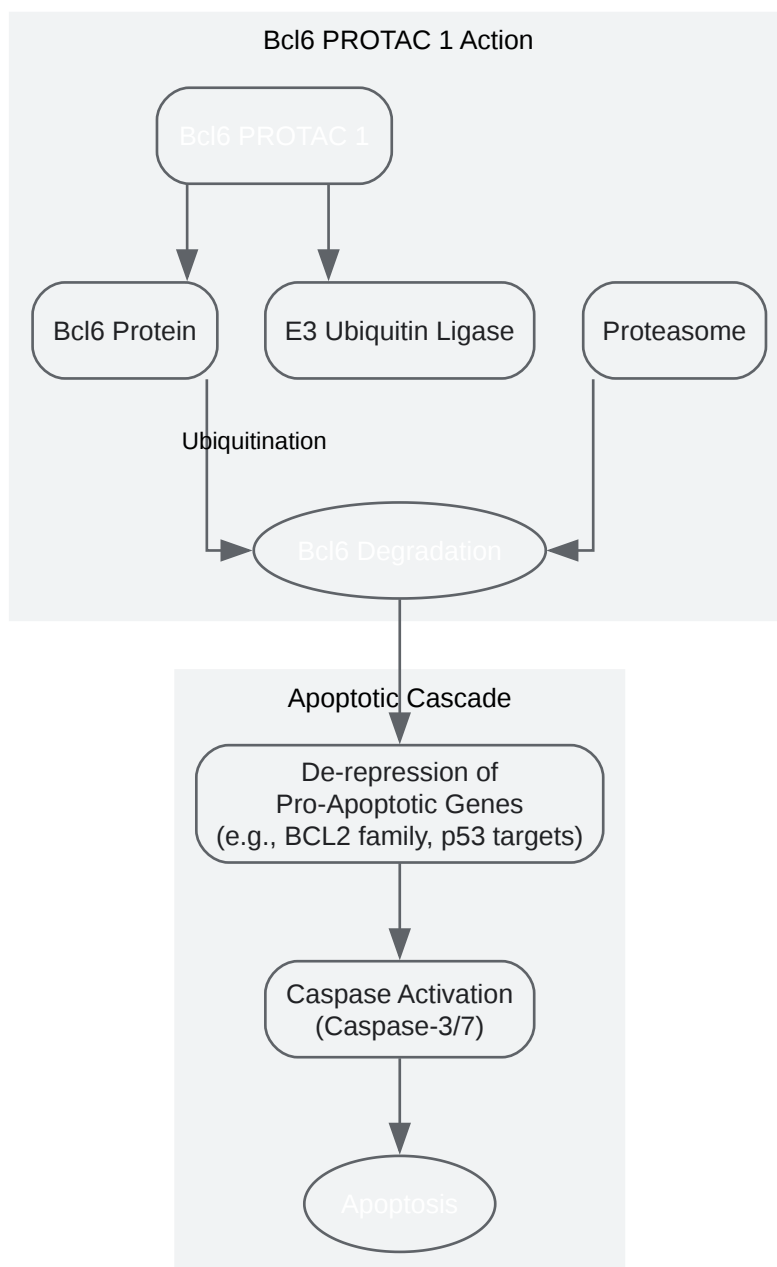 Bcl6 PROTAC 1 Action
Bcl6 PROTAC 1
Bcl6 Protein
E3 Ubiquitin Ligase
Proteasome
Ubiquitination
Bcl6 Degradation
Apoptotic Cascade
De-repression of
Pro-Apoptotic Genes
(e.g., BCL2 family, p53 targets)
Caspase Activation
(Caspase-3/7)
Apoptosis